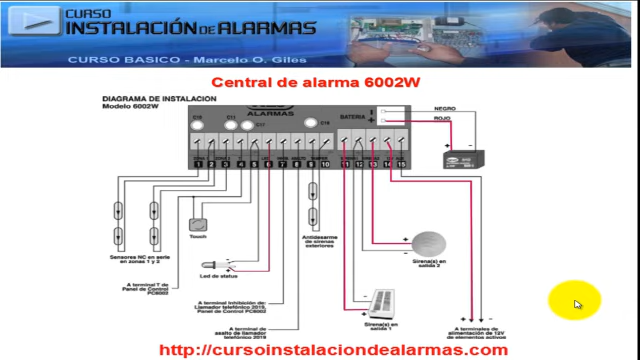 CURSO
INSTALACIÓN DE ALARMAS
CURSO BASICO - Marcelo O. Giles
Central de alarma 6002W
DIAGRAMA DE INSTALACION
Modelo 6002W
ALARMAS
BATERIA
NEGRO
ROJO
1 2 3 4 5 6 7 8 9 10 11 12 13 14 15
Touch
Sensores NC en serie
en zonas 1 y 2
Antidesarme
de sirenas
exteriores
Sirena(s) en
salida 2
Led de status
A terminal T de
Panel de Control
PC6002
A terminal Inhibición de:
Llamador telefónico 2019,
Panel de Control PC6002
A terminal de
asalto de llamador
telefónico 2019
Sirena(s) en
salida 1
A terminales de
alimentación de 12V
de elementos activos
http://cursoinstalaciondealarmas.com